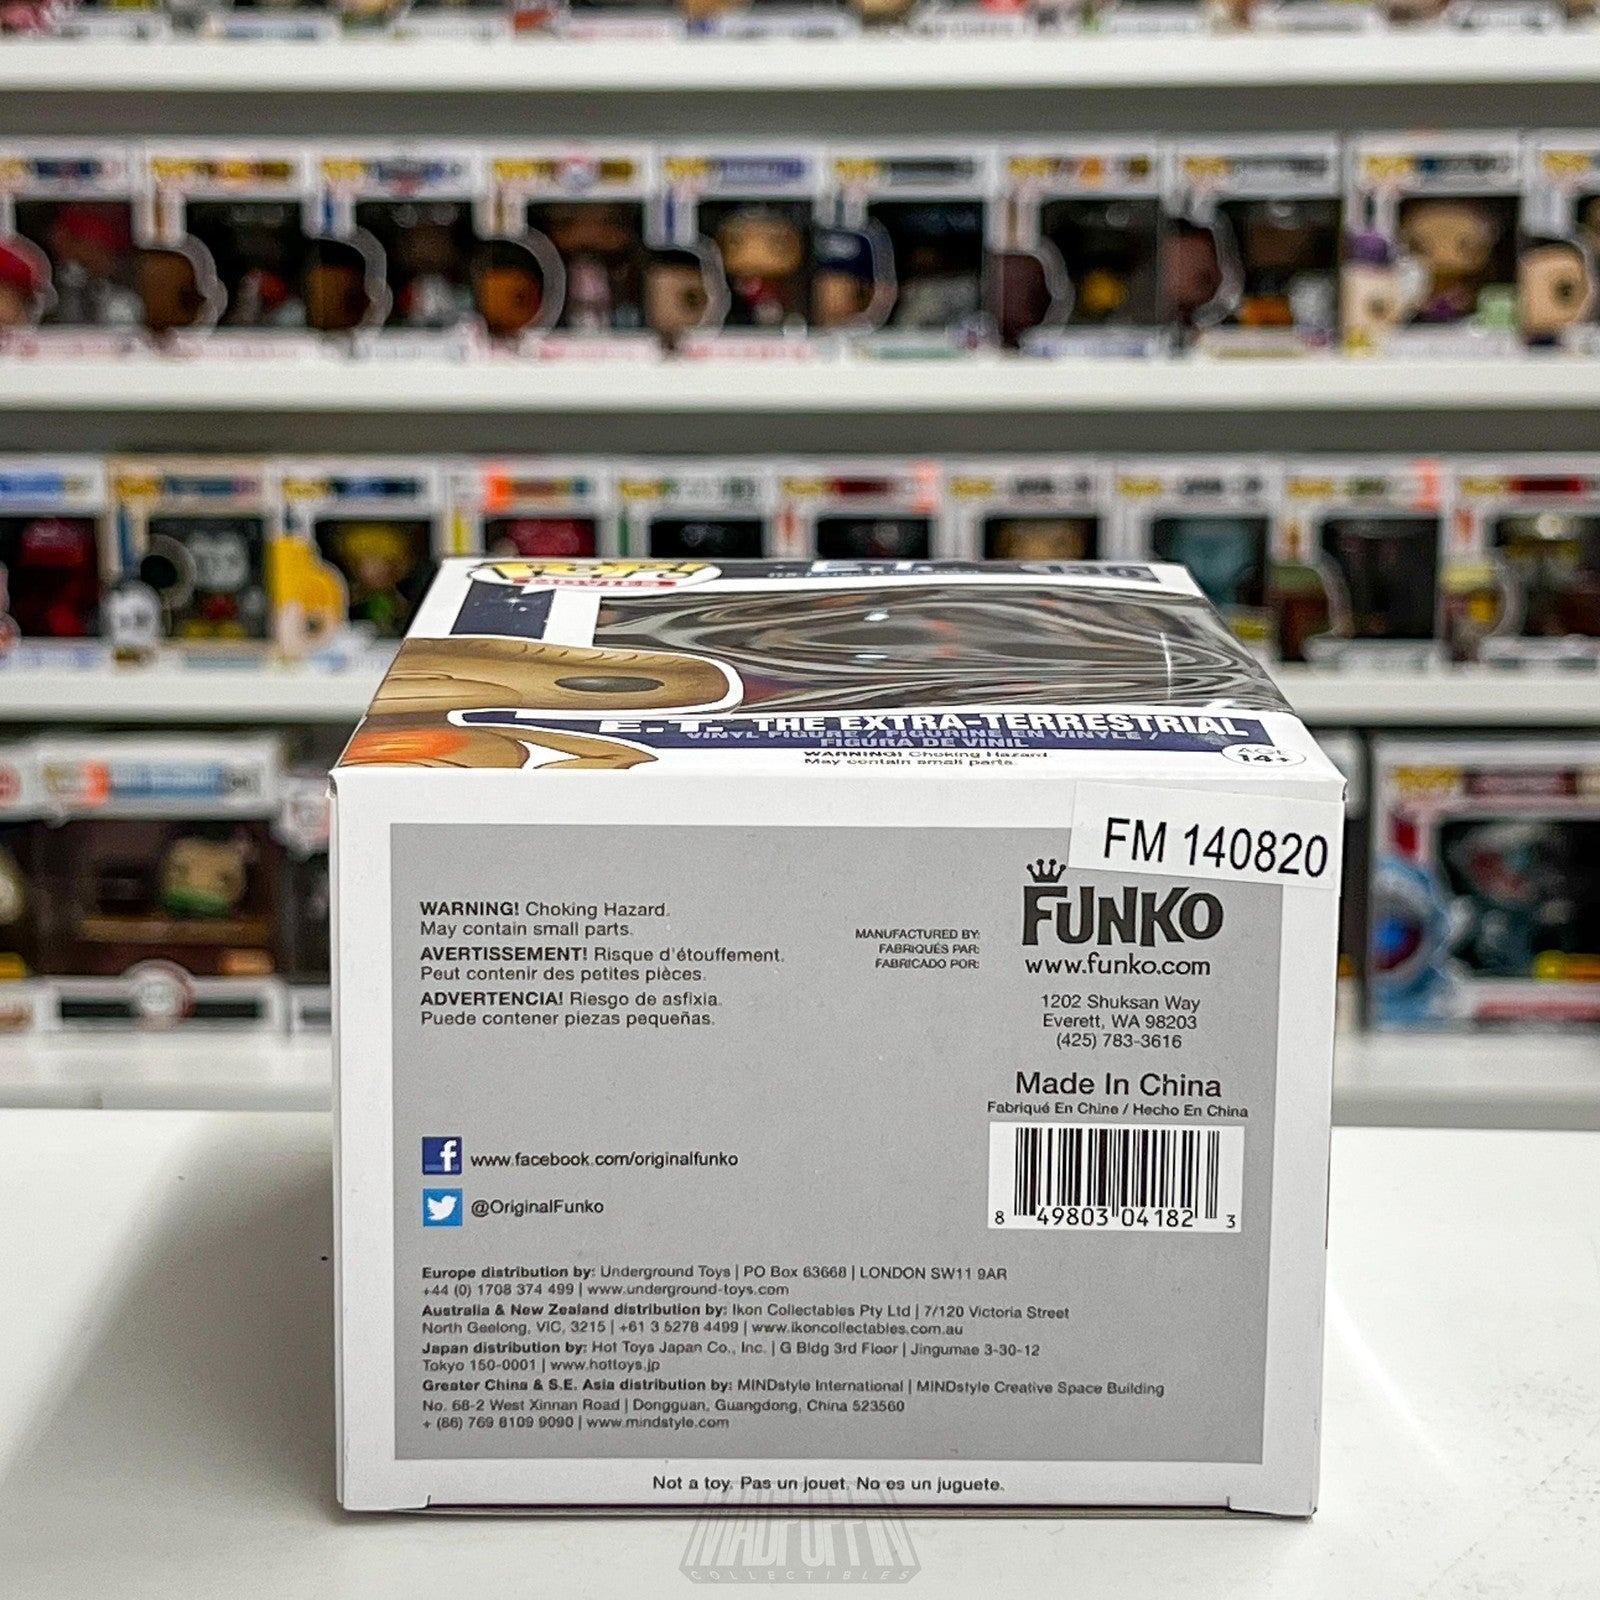 POP!
MOVIES
E.T.
130
E.T. THE EXTRA-TERRESTRIAL
VINYL FIGURE / FIGURINE EN VINYLE /
FIGURA DE VINIL
WARNING! Choking Hazard.
May contain small parts.
AGE
14+
FM 140820
WARNING! Choking Hazard.
May contain small parts.
AVERTISSEMENT! Risque d'étouffement.
Peut contenir des petites pièces.
ADVERTENCIA! Riesgo de asfixia.
Puede contener piezas pequeñas.
MANUFACTURED BY:
FABRIQUÉS PAR:
FABRICADO POR:
FUNKO
www.funko.com
1202 Shuksan Way
Everett, WA 98203
(425) 783-3616
Made In China
Fabriqué En Chine / Hecho En China
8 49803 04182 3
www.facebook.com/originalfunko
@OriginalFunko
Europe distribution by: Underground Toys | PO Box 63668 | LONDON SW11 9AR
+44 (0) 1708 374 499 | www.underground-toys.com
Australia & New Zealand distribution by: Ikon Collectables Pty Ltd | 7/120 Victoria Street
North Geelong, VIC, 3215 | +61 3 5278 4499 | www.ikoncollectables.com.au
Japan distribution by: Hot Toys Japan Co., Inc. | G Bldg 3rd Floor | Jingumae 3-30-12
Tokyo 150-0001 | www.hottoys.jp
Greater China & S.E. Asia distribution by: MINDstyle International | MINDstyle Creative Space Building
No. 68-2 West Xinnan Road | Dongguan, Guangdong, China 523560
+ (86) 769 8109 9090 | www.mindstyle.com
Not a toy. Pas un jouet. No es un juguete.
MADPOPPIN
COLLECTIBLES